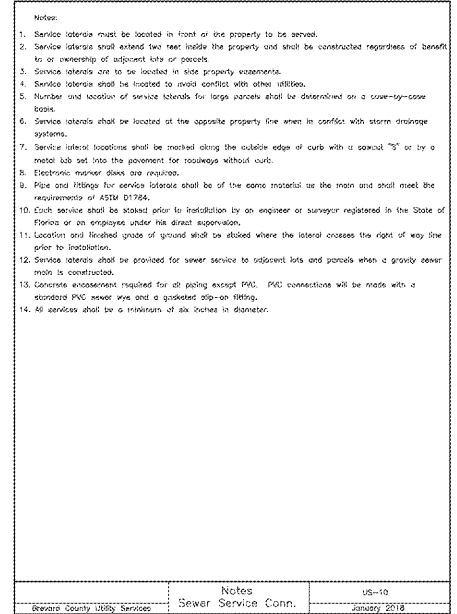 Notes:
1. Service laterals must be located in front of the property to be served.
2. Service laterals shall extend two feet inside the property and shall be constructed regardless of benefit
to or ownership of adjacent lots or parcels.
3. Service laterals are to be located in side property easements.
4. Service laterals shall be located to avoid conflict with other utilities.
5. Number and location of service laterals for large parcels shall be determined on a case-by-case
basis.
6. Service laterals shall be located at the opposite property line when in conflict with storm drainage
systems.
7. Service lateral locations shall be marked along the outside edge of curb with a sawcut "S" or by a
metal tab set into the pavement for roadways without curb.
8. Electronic marker disks are required.
9. Pipe and fittings for service laterals shall be of the same material as the main and shall meet the
requirements of ASTM D1784.
10. Each service shall be staked prior to installation by an engineer or surveyor registered in the State of
Florida or an employee under his direct supervision.
11. Location and finished grade of ground shall be staked where the lateral crosses the right of way line
prior to installation.
12. Service laterals shall be provided for sewer service to adjacent lots and parcels when a gravity sewer
main is constructed.
13. Concrete encasement required for all piping except PVC. PVC connections will be made with a
standard PVC sewer wye and a gasketed slip-on fitting.
14. All services shall be a minimum of six inches in diameter.
Brevard County Utility Services
Notes
Sewer Service Conn.
US-10
January 2018